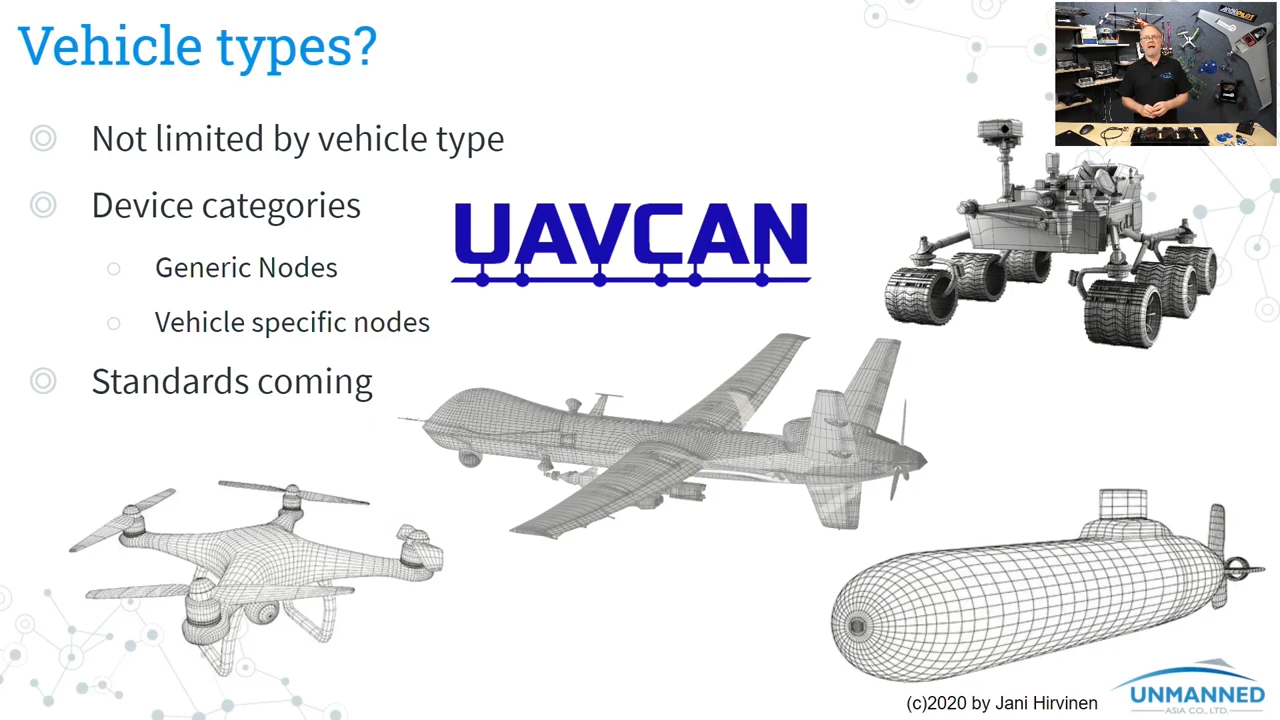 Vehicle types?
Not limited by vehicle type
Device categories
Generic Nodes
Vehicle specific nodes
Standards coming
UAVCAN
(c)2020 by Jani Hirvinen
UNMANNED
ASIA CO., LTD.